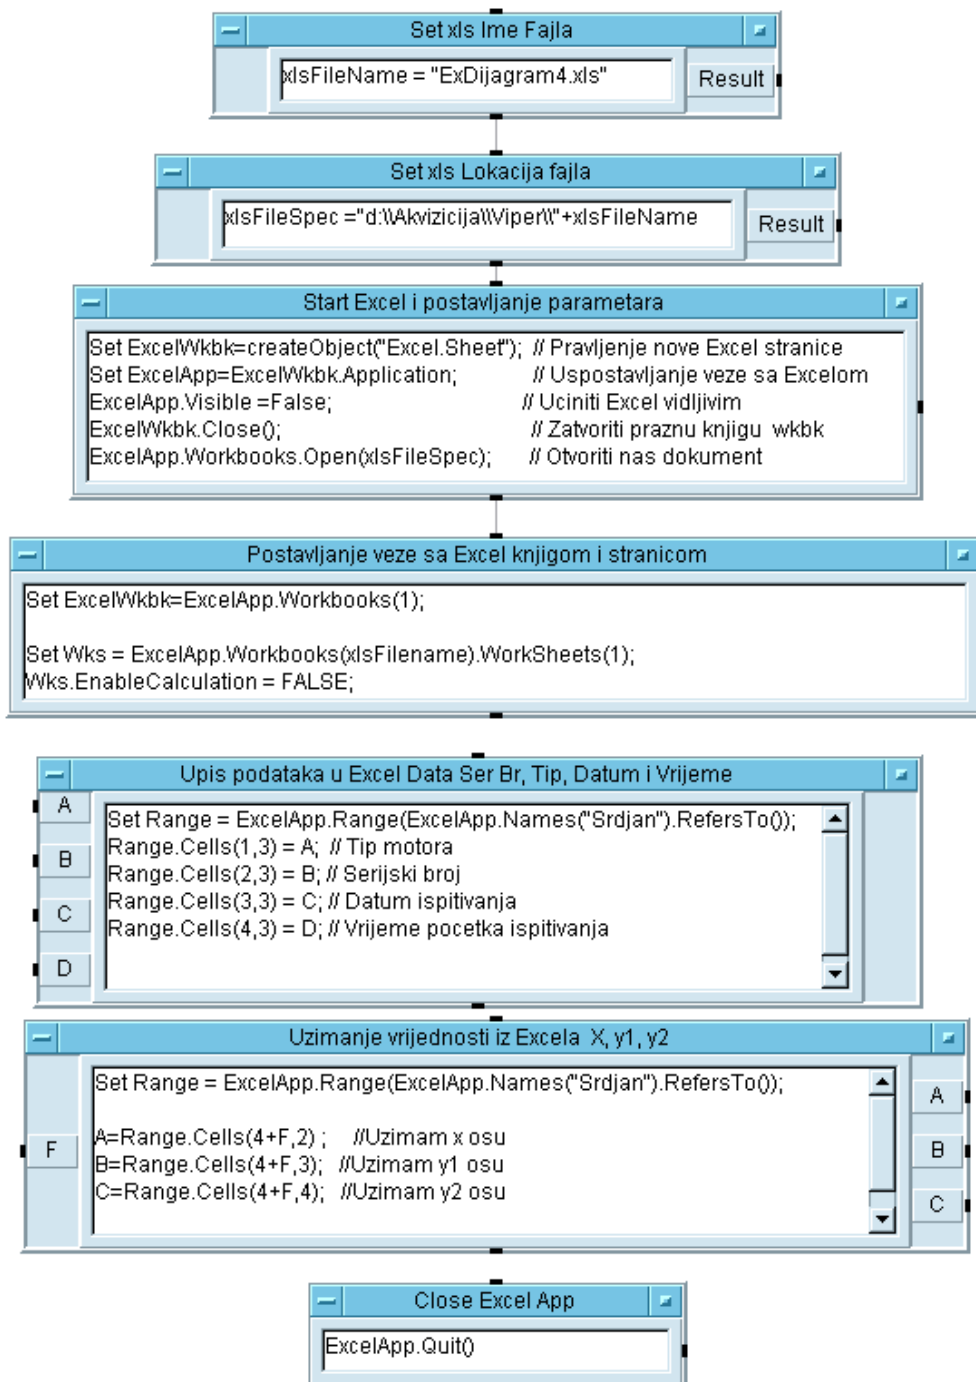 Set xls Ime Fajla
xlsFileName = "ExDijagram4.xls"
Result
Set xls Lokacija fajla
xlsFileSpec ="d:\\Akvizicija\\Viper\\"+xlsFileName
Result
Start Excel i postavljanje parametara
Set ExcelWkbk=createObject("Excel.Sheet"); // Pravljenje nove Excel stranice
Set ExcelApp=ExcelWkbk.Application; // Uspostavljanje veze sa Excelom
ExcelApp.Visible =False; // Uciniti Excel vidljivim
ExcelWkbk.Close(); // Zatvoriti praznu knjigu wkbk
ExcelApp.Workbooks.Open(xlsFileSpec); // Otvoriti nas dokument
Postavljanje veze sa Excel knjigom i stranicom
Set ExcelWkbk=ExcelApp.Workbooks(1);
Set Wks = ExcelApp.Workbooks(xlsFilename).WorkSheets(1);
Wks.EnableCalculation = FALSE;
Upis podataka u Excel Data Ser Br, Tip, Datum i Vrijeme
A
B
C
D
Set Range = ExcelApp.Range(ExcelApp.Names("Srdjan").RefersTo());
Range.Cells(1,3) = A; // Tip motora
Range.Cells(2,3) = B; // Serijski broj
Range.Cells(3,3) = C; // Datum ispitivanja
Range.Cells(4,3) = D; // Vrijeme pocetka ispitivanja
Uzimanje vrijednosti iz Excela X, y1, y2
F
Set Range = ExcelApp.Range(ExcelApp.Names("Srdjan").RefersTo());
A=Range.Cells(4+F,2) ; //Uzimam x osu
B=Range.Cells(4+F,3); //Uzimam y1 osu
C=Range.Cells(4+F,4); //Uzimam y2 osu
A
B
C
Close Excel App
ExcelApp.Quit()